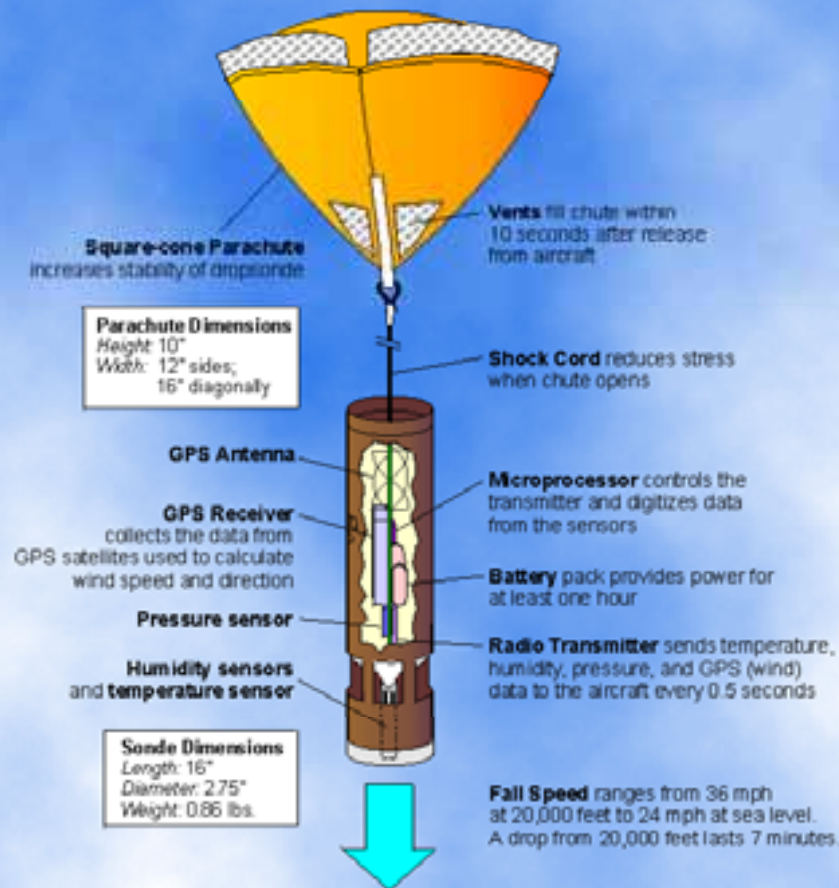 Square-cone Parachute
increases stability of dropsonde
Vents fill chute within
10 seconds after release
from aircraft
Parachute Dimensions
Height: 10"
Width: 12" sides;
16" diagonally
Shock Cord reduces stress
when chute opens
GPS Antenna
GPS Receiver
collects the data from
GPS satellites used to calculate
wind speed and direction
Microprocessor controls the
transmitter and digitizes data
from the sensors
Battery pack provides power for
at least one hour
Pressure sensor
Radio Transmitter sends temperature,
humidity, pressure, and GPS (wind)
data to the aircraft every 0.5 seconds
Humidity sensors
and temperature sensor
Sonde Dimensions
Length: 16"
Diameter: 2.75"
Weight: 0.86 lbs.
Fall Speed ranges from 36 mph
at 20,000 feet to 24 mph at sea level.
A drop from 20,000 feet lasts 7 minutes